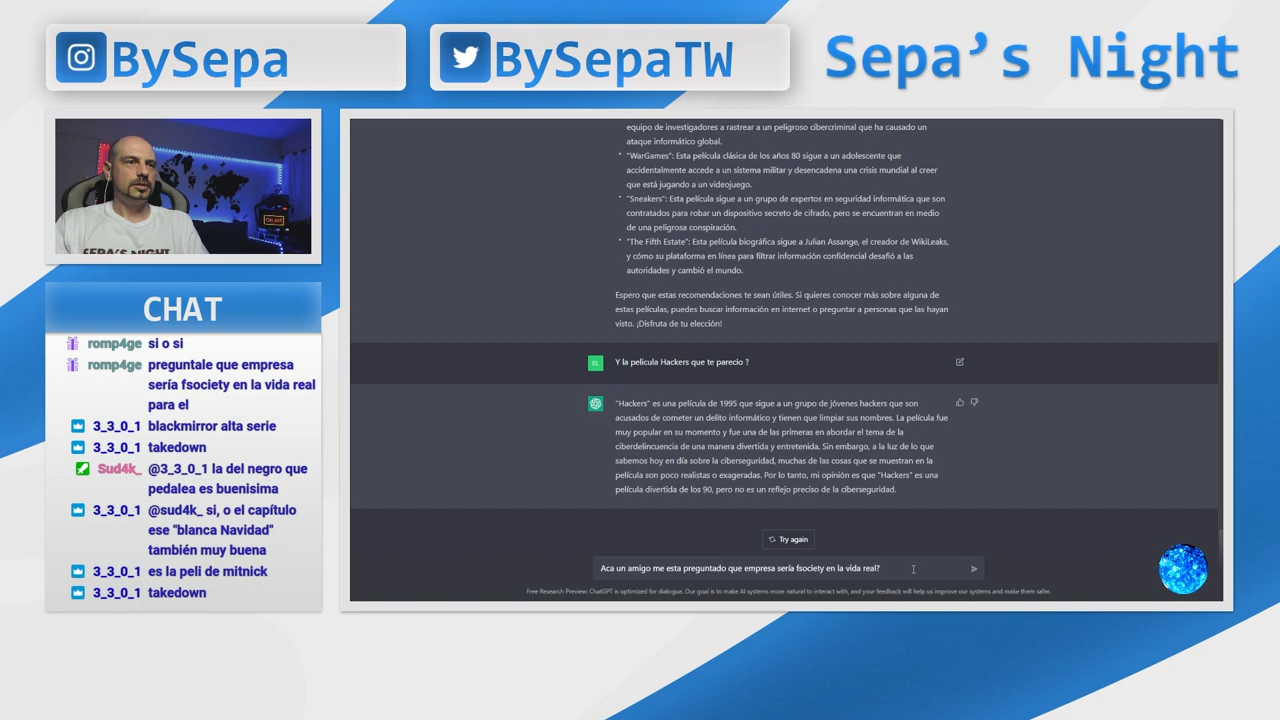 BySepa
BySepaTW
Sepa's Night
ON AIR
SEPA'S NIGHT
CHAT
romp4ge si o si
romp4ge preguntale que empresa
sería fsociety en la vida real
para el
3_3_0_1 blackmirror alta serie
3_3_0_1 takedown
Sud4k_ @3_3_0_1 la del negro que
pedalea es buenisima
3_3_0_1 @sud4k_ si, o el capítulo
ese "blanca Navidad"
también muy buena
3_3_0_1 es la peli de mitnick
3_3_0_1 takedown
equipo de investigadores a rastrear a un peligroso cibercriminal que ha causado un
ataque informático global.
• "WarGames": Esta película clásica de los años 80 sigue a un adolescente que
accidentalmente accede a un sistema militar y desencadena una crisis mundial al creer
que está jugando a un videojuego.
• "Sneakers": Esta película sigue a un grupo de expertos en seguridad informática que son
contratados para robar un dispositivo secreto de cifrado, pero se encuentran en medio
de una peligrosa conspiración.
• "The Fifth Estate": Esta película biográfica sigue a Julian Assange, el creador de WikiLeaks,
y cómo su plataforma en línea para filtrar información confidencial desafió a las
autoridades y cambió el mundo.
Espero que estas recomendaciones te sean útiles. Si quieres conocer más sobre alguna de
estas películas, puedes buscar información en internet o preguntar a personas que las hayan
visto. ¡Disfruta de tu elección!
EL Y la pelicula Hackers que te parecio ?
"Hackers" es una película de 1995 que sigue a un grupo de jóvenes hackers que son
acusados de cometer un delito informático y tienen que limpiar sus nombres. La película fue
muy popular en su momento y fue una de las primeras en abordar el tema de la
ciberdelincuencia de una manera divertida y entretenida. Sin embargo, a la luz de lo que
sabemos hoy en día sobre la ciberseguridad, muchas de las cosas que se muestran en la
película son poco realistas o exageradas. Por lo tanto, mi opinión es que "Hackers" es una
película divertida de los 90, pero no es un reflejo preciso de la ciberseguridad.
Try again
Aca un amigo me esta preguntado que empresa sería fsociety en la vida real?
Free Research Preview: ChatGPT is optimized for dialogue. Our goal is to make AI systems more natural to interact with, and your feedback will help us improve our systems and make them safer.